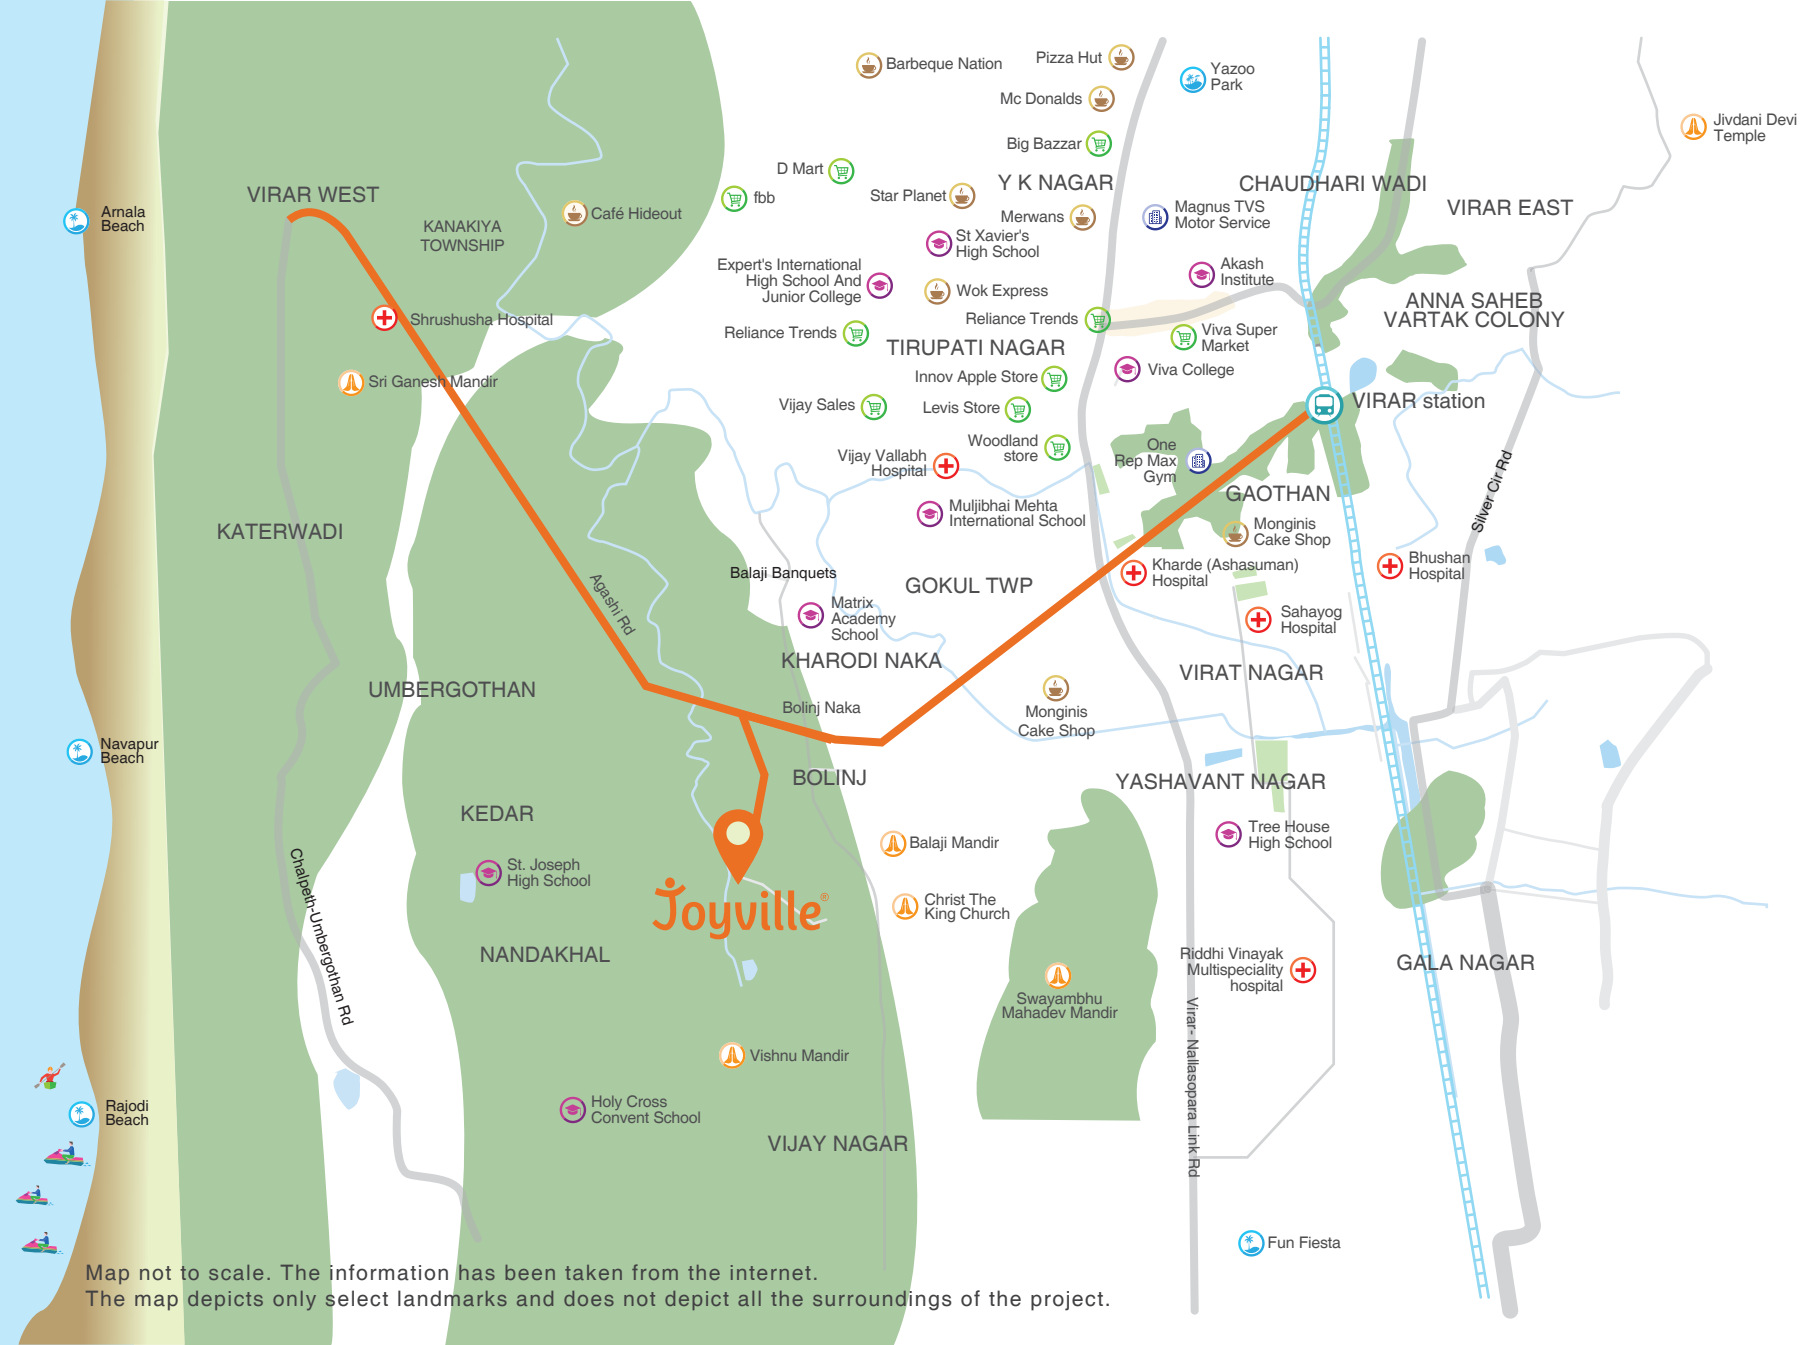 Barbeque Nation
Pizza Hut
Yazoo
Park
Mc Donalds
Jivdani Devi
Temple
Big Bazzar
D Mart
fbb
Star Planet
Y K NAGAR
CHAUDHARI WADI
VIRAR EAST
VIRAR WEST
Arnala
Beach
KANAKIYA
TOWNSHIP
Café Hideout
Merwans
Magnus TVS
Motor Service
St Xavier's
High School
Expert's International
High School And
Junior College
Akash
Institute
Wok Express
ANNA SAHEB
VARTAK COLONY
Shrushusha Hospital
Reliance Trends
Reliance Trends
Viva Super
Market
TIRUPATI NAGAR
Viva College
Innov Apple Store
Sri Ganesh Mandir
Vijay Sales
Levis Store
VIRAR station
Woodland
store
Vijay Vallabh
Hospital
One
Rep Max
Gym
GAOTHAN
Silver Cir Rd
Muljibhai Mehta
International School
Monginis
Cake Shop
KATERWADI
Balaji Banquets
GOKUL TWP
Kharde (Ashasuman)
Hospital
Bhushan
Hospital
Agashi Rd
Matrix
Academy
School
Sahayog
Hospital
KHARODI NAKA
VIRAT NAGAR
UMBERGOTHAN
Bolinj Naka
Monginis
Cake Shop
Navapur
Beach
BOLINJ
YASHAVANT NAGAR
KEDAR
Tree House
High School
Balaji Mandir
St. Joseph
High School
Chalpeth-Umbergothan Rd
Joyville®
Christ The
King Church
NANDAKHAL
Riddhi Vinayak
Multispeciality
hospital
GALA NAGAR
Swayambhu
Mahadev Mandir
Virar- Nallasopara Link Rd
Vishnu Mandir
Rajodi
Beach
Holy Cross
Convent School
VIJAY NAGAR
Fun Fiesta
Map not to scale. The information has been taken from the internet.
The map depicts only select landmarks and does not depict all the surroundings of the project.